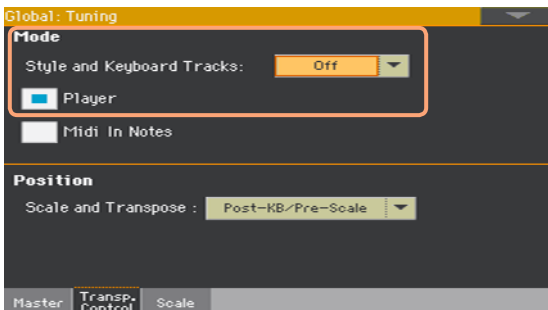 Global: Tuning
Mode
Style and Keyboard Tracks: Off
Player
Midi In Notes
Position
Scale and Transpose : Post-KB/Pre-Scale
Master Transp. Control Scale